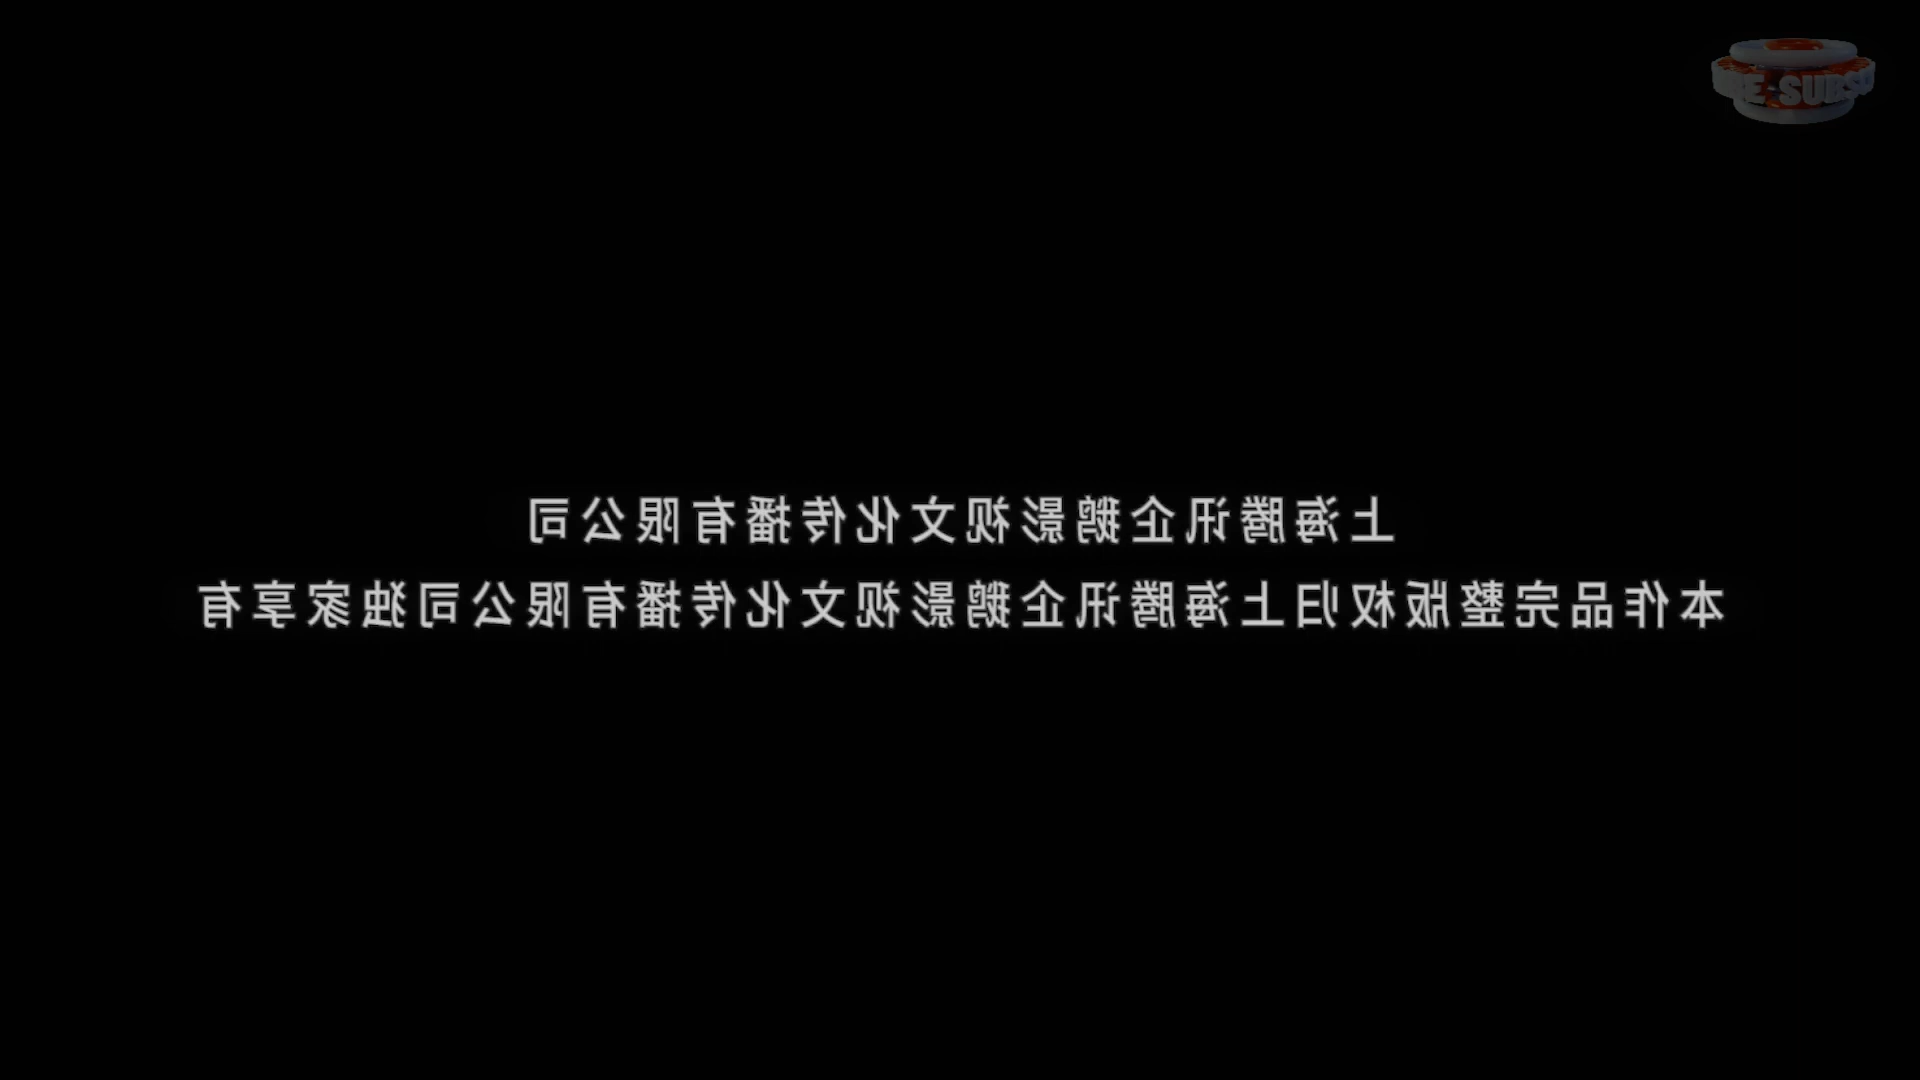 上海腾讯企鹅影视文化传播有限公司
本作品完整版权归上海腾讯企鹅影视文化传播有限公司独家享有
SUBS